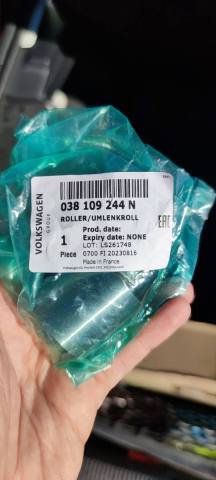 VOLKSWAGEN
GROUP
038 109 244 N
ROLLER/UMLENKROLL
Prod. date:
1 Expiry date: NONE
LOT: LS261748
Piece 0700 FI 20230816
Made in France
EAC